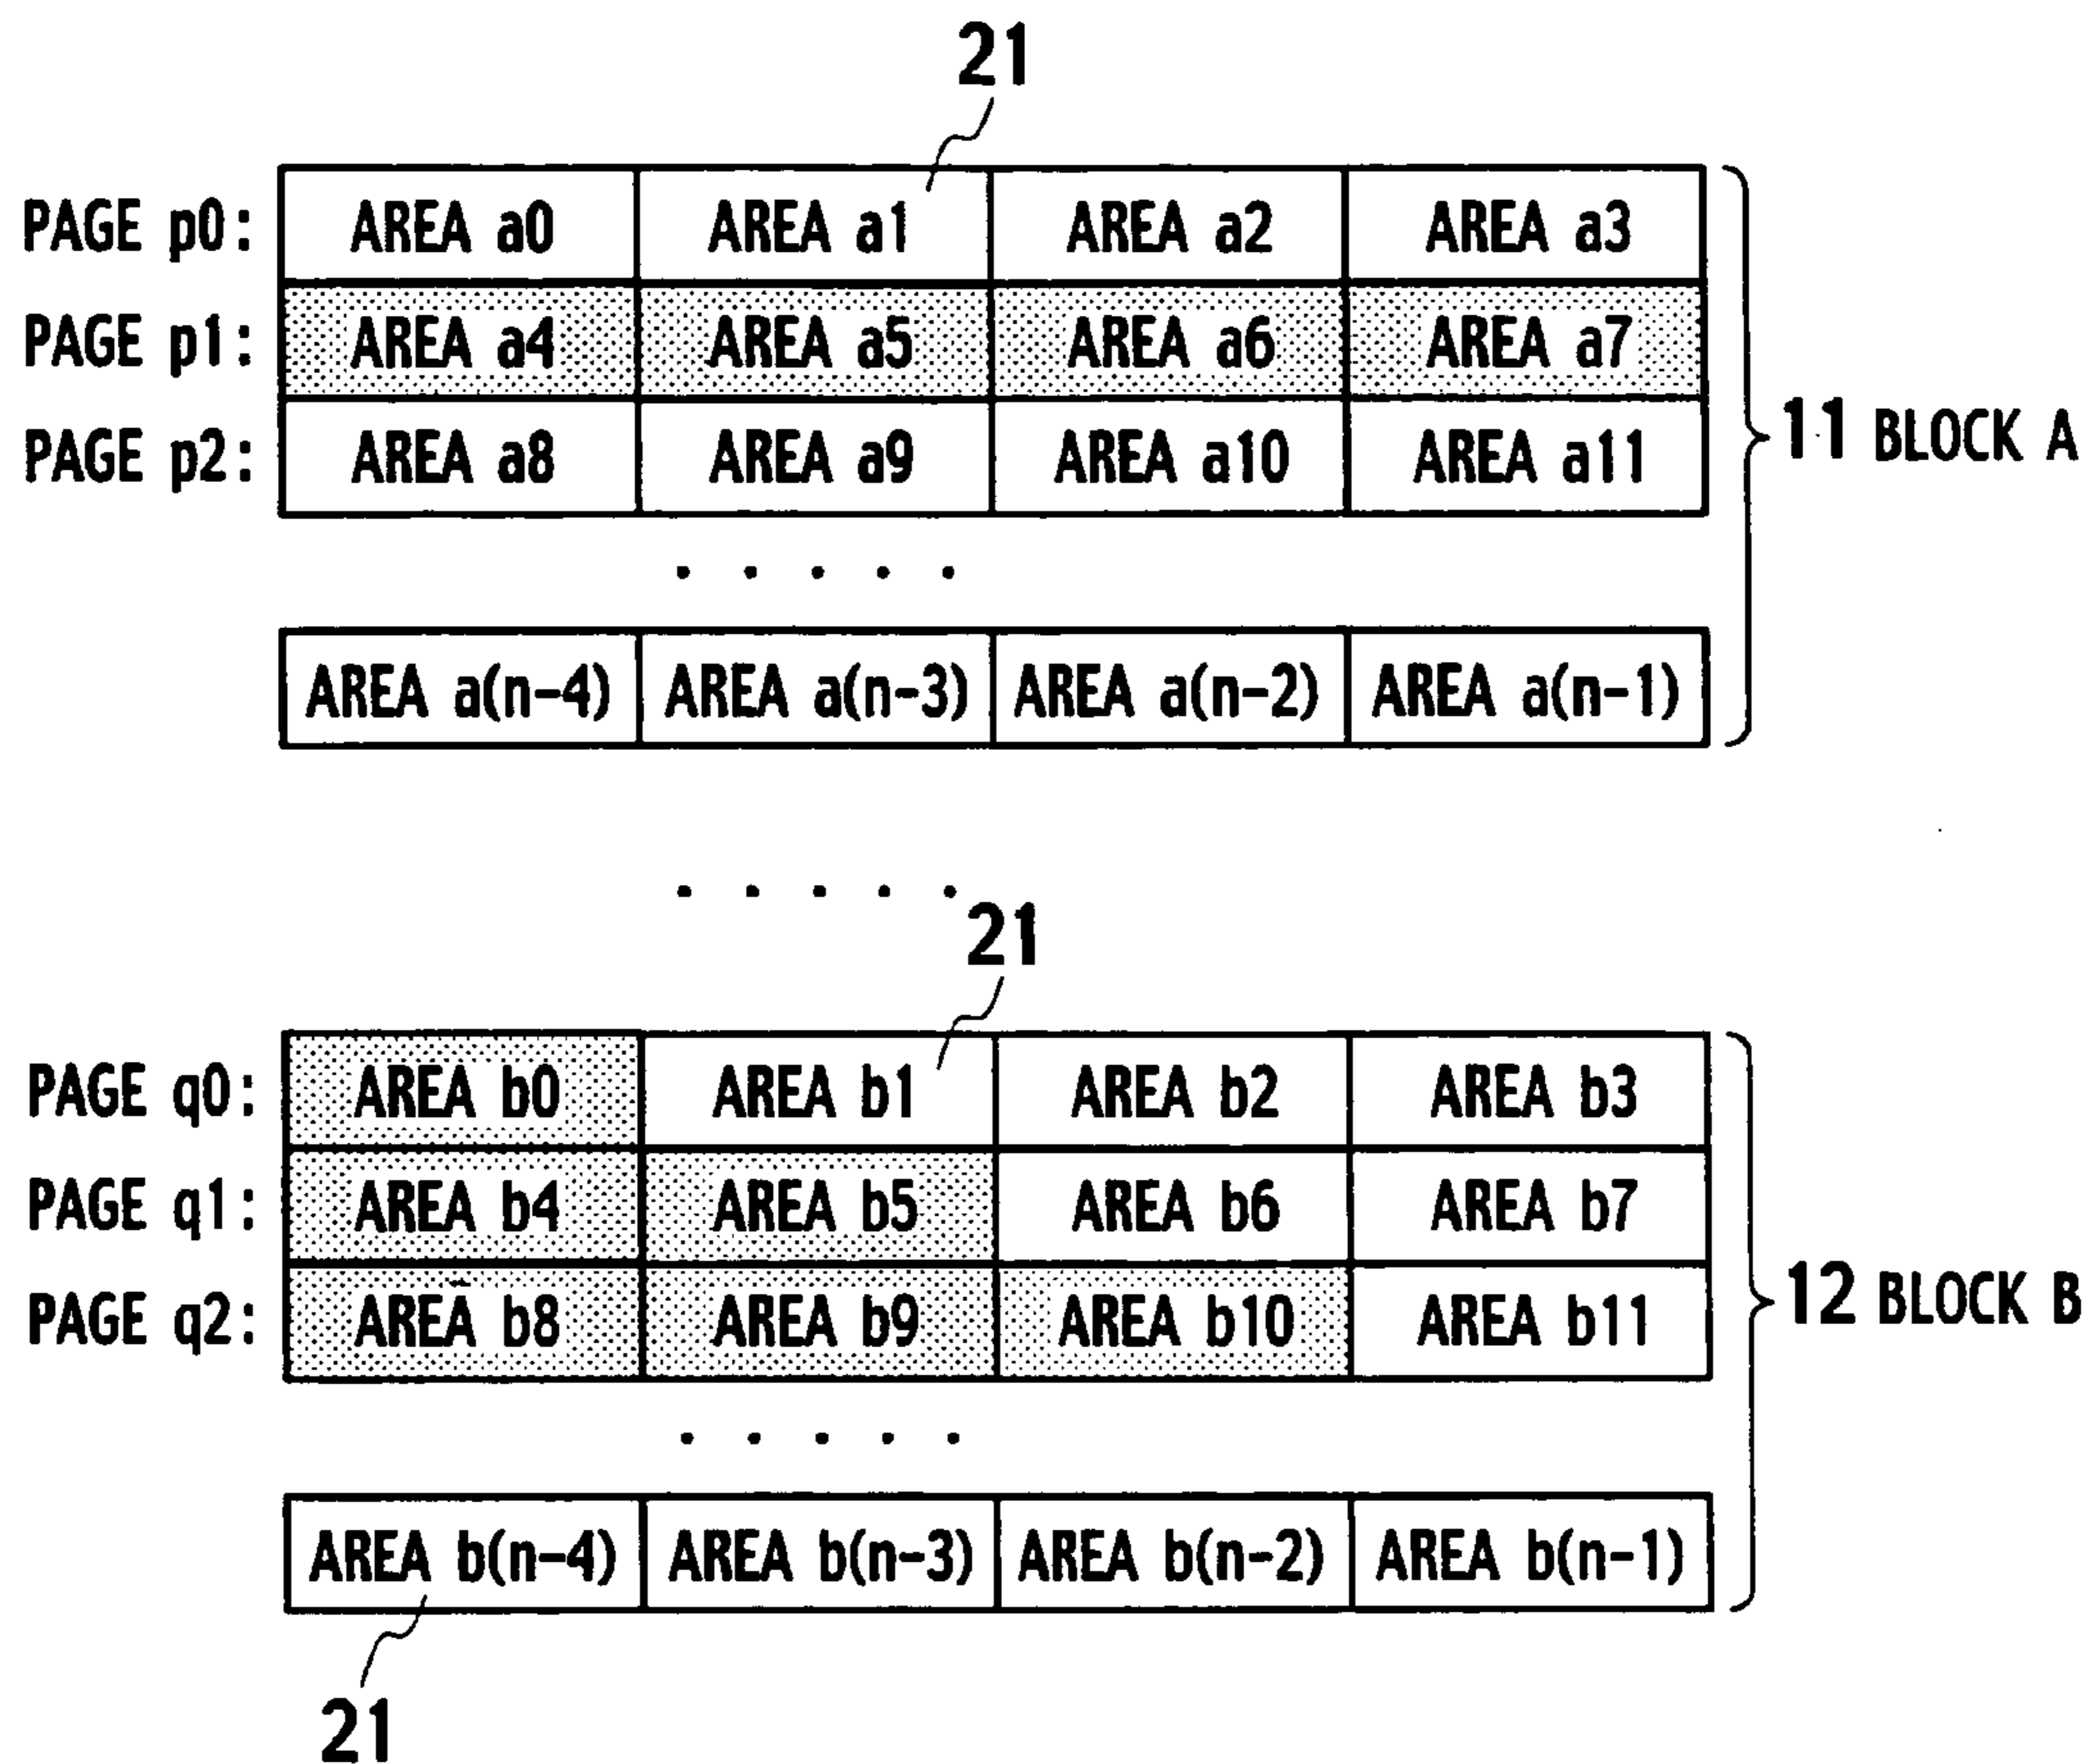 21
PAGE p0: AREA a0 AREA a1 AREA a2 AREA a3
PAGE p1: AREA a4 AREA a5 AREA a6 AREA a7
PAGE p2: AREA a8 AREA a9 AREA a10 AREA a11
11 BLOCK A
. . . . .
AREA a(n-4) AREA a(n-3) AREA a(n-2) AREA a(n-1)
. . . . .
21
PAGE q0: AREA b0 AREA b1 AREA b2 AREA b3
PAGE q1: AREA b4 AREA b5 AREA b6 AREA b7
PAGE q2: AREA b8 AREA b9 AREA b10 AREA b11
12 BLOCK B
. . . . .
AREA b(n-4) AREA b(n-3) AREA b(n-2) AREA b(n-1)
21